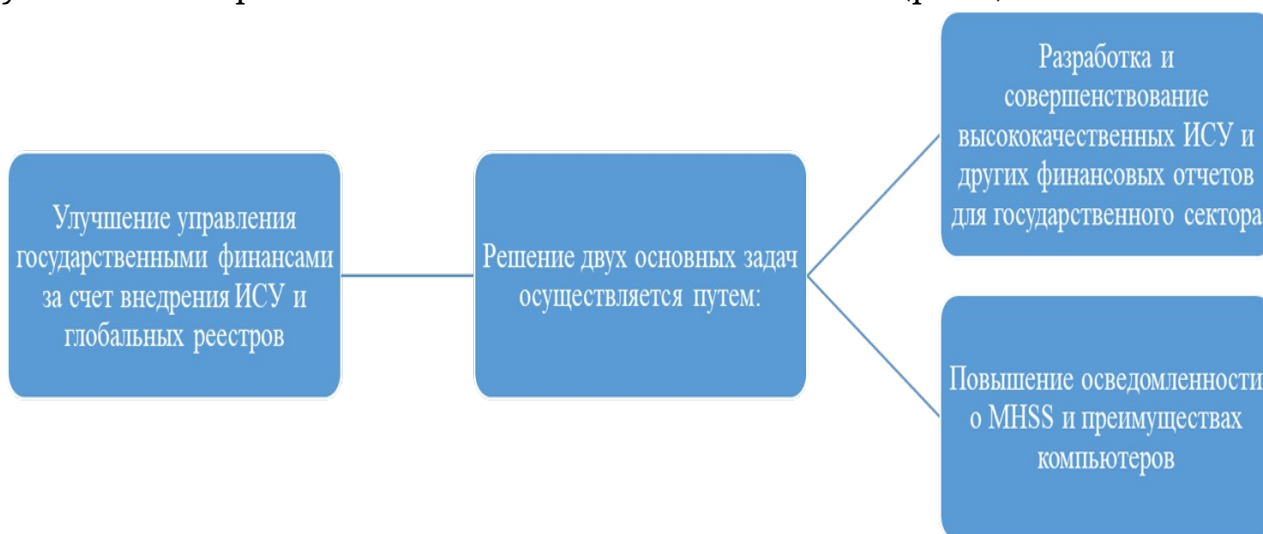 Улучшение управления
государственными финансами
за счет внедрения ИСУ и
глобальных реестров
Решение двух основных задач
осуществляется путем:
Разработка и
совершенствование
высококачественных ИСУ и
других финансовых отчетов
для государственного сектора
Повышение осведомленности
о MHSS и преимуществах
компьютеров